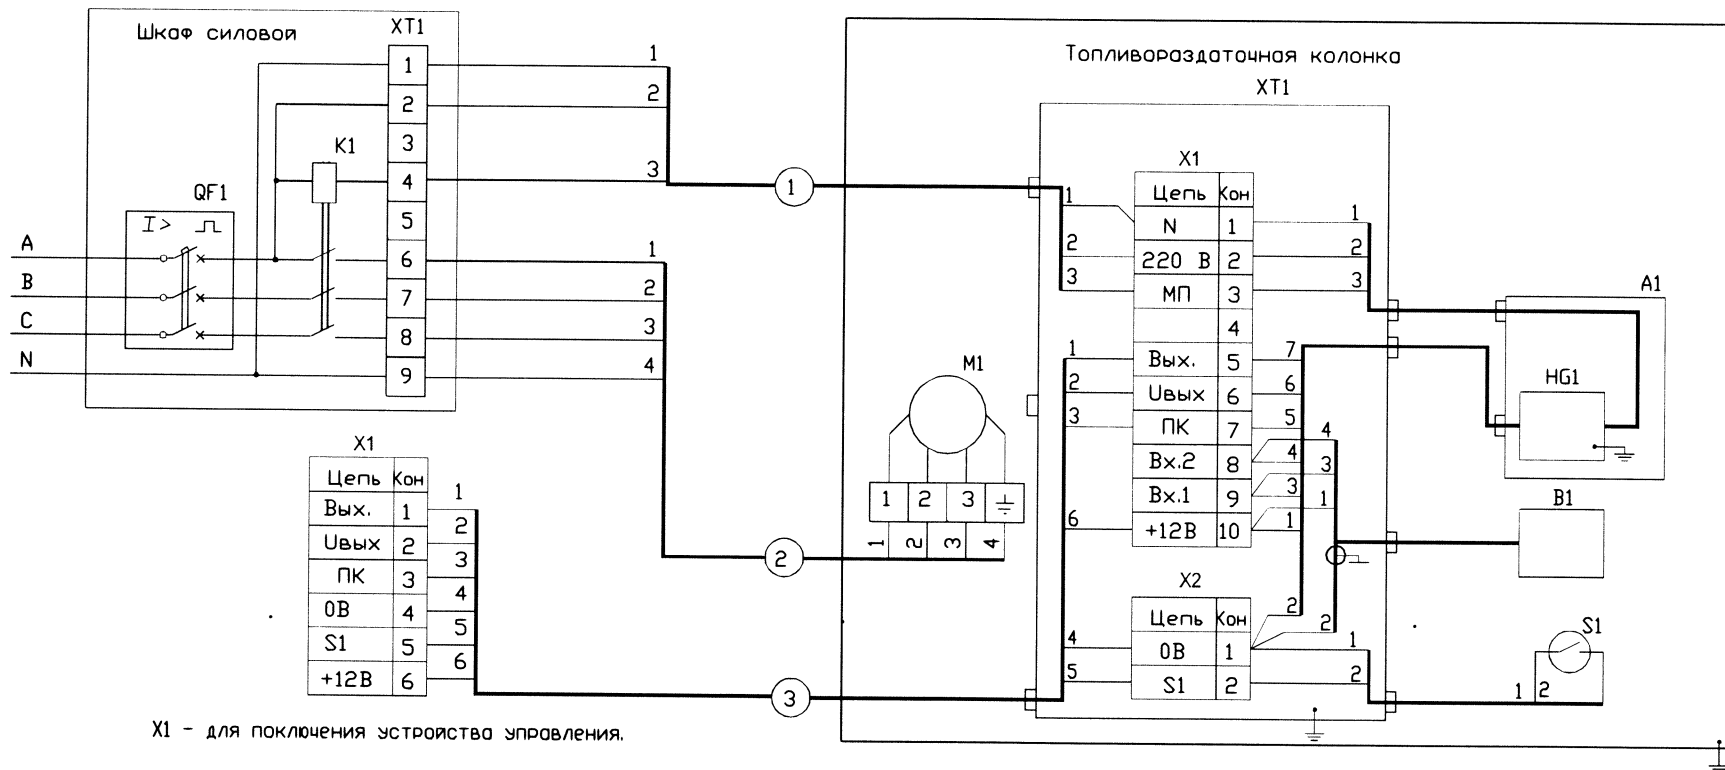 Шкаф силовой
XT1
1
2
3
4
5
6
7
8
9
K1
QF1
I>
A
B
C
N
1
2
3
1
2
3
4
1
2
3
X1
Цепь Кон
Вых. 1
Uвых 2
ПК 3
0В 4
S1 5
+12В 6
1
2
3
4
5
6
X1 - для поключения устройства управления.
Топливораздаточная колонка
XT1
X1
Цепь Кон
N 1
220 В 2
МП 3
4
Вых. 5
Uвых 6
ПК 7
Вх.2 8
Вх.1 9
+12В 10
1
2
3
1
2
3
6
4
5
1
2
3
7
6
5
4
3
1
2
4
3
1
2
X2
Цепь Кон
0В 1
S1 2
1
2
M1
1 2 3
1 2 3 4
A1
HG1
B1
S1
1 2